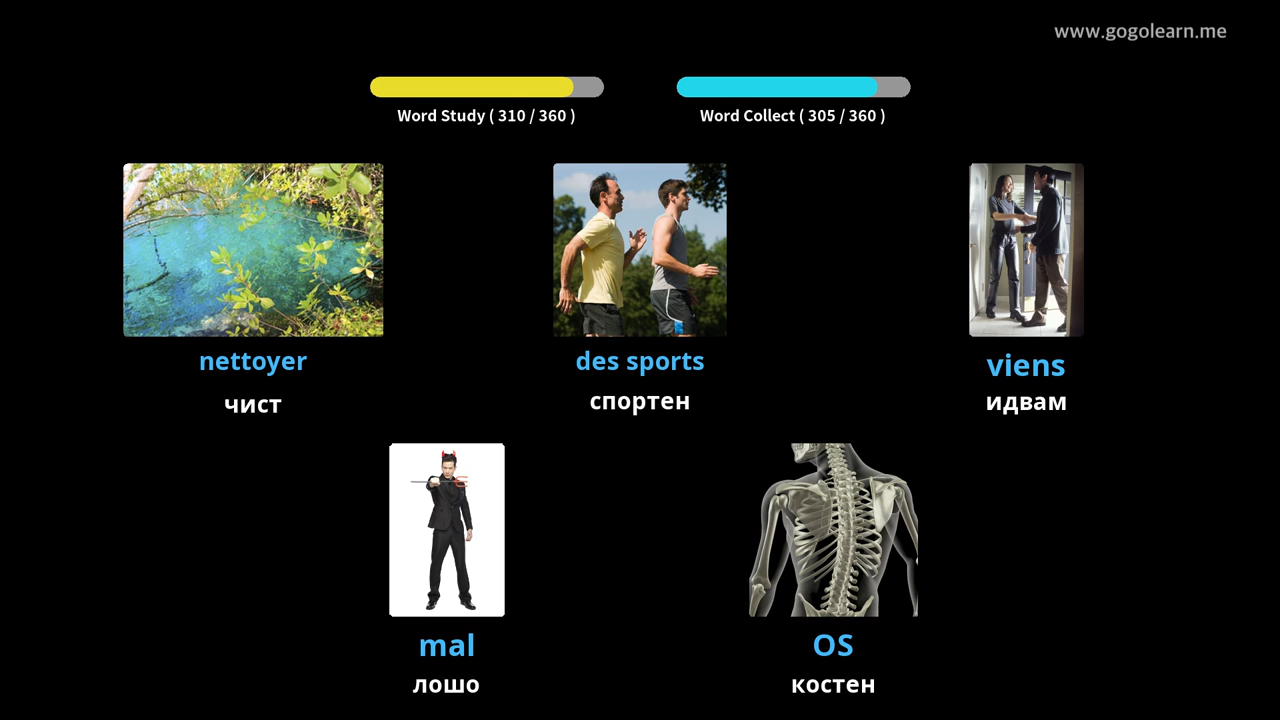 www.gogolearn.me
Word Study ( 310 / 360 )
Word Collect ( 305 / 360 )
nettoyer
чист
des sports
спортен
viens
идвам
mal
лошо
OS
костен